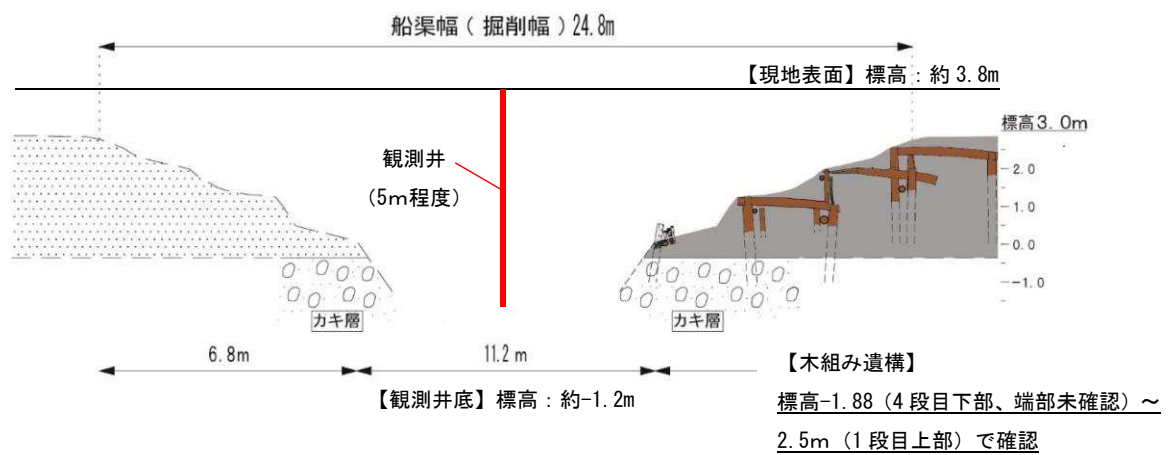 船渠幅（ 掘削幅 ）24.8m
【現地表面】標高：約 3.8m
標高3.0m
観測井
（5m程度）
2.0
1.0
0.0
-1.0
カキ層
カキ層
6.8m
11.2 m
【観測井底】標高：約-1.2m
【木組み遺構】
標高-1.88（4 段目下部、端部未確認）～
2.5m（1 段目上部）で確認